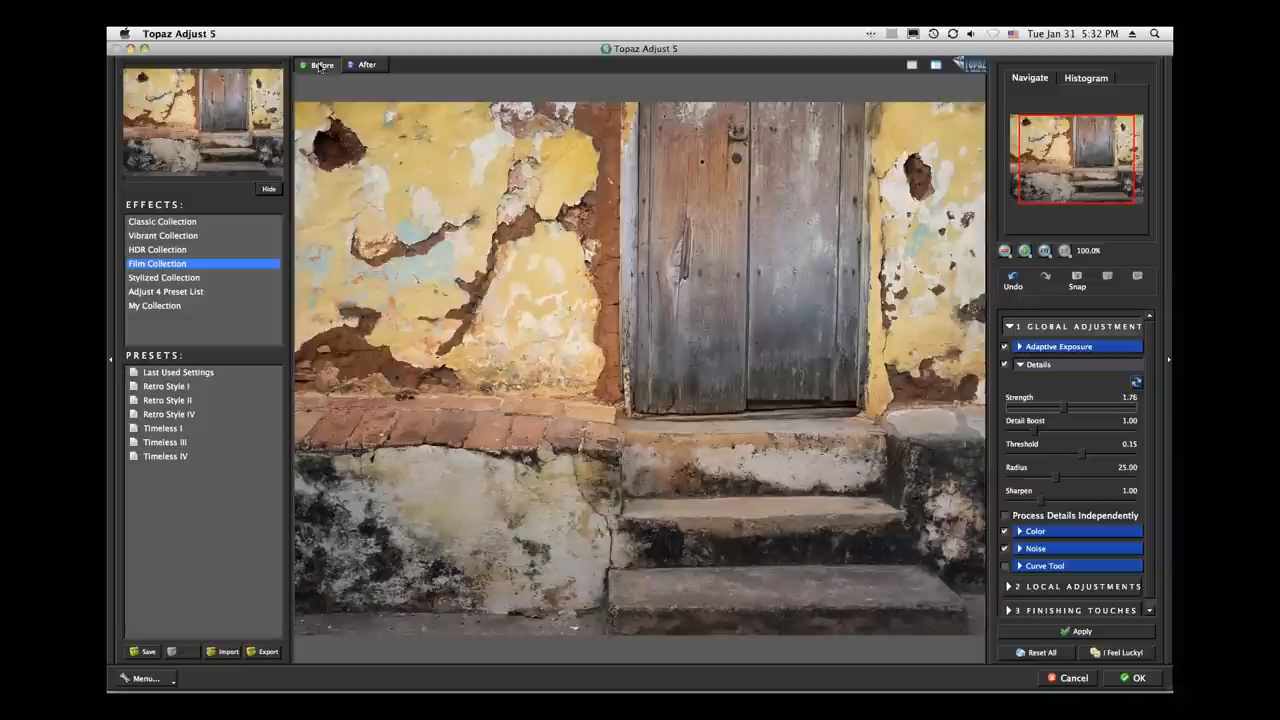 Topaz Adjust 5
Tue Jan 31 5:32 PM
Topaz Adjust 5
Before
After
TOPAZ
Navigate
Histogram
Hide
EFFECTS:
Classic Collection
Vibrant Collection
HDR Collection
Film Collection
Stylized Collection
Adjust 4 Preset List
My Collection
PRESETS:
Last Used Settings
Retro Style I
Retro Style II
Retro Style IV
Timeless I
Timeless III
Timeless IV
Save
Import
Export
Menu...
100.0%
Undo
Snap
1 GLOBAL ADJUSTMENT
Adaptive Exposure
Details
Strength 1.76
Detail Boost 1.00
Threshold 0.15
Radius 25.00
Sharpen 1.00
Process Details Independently
Color
Noise
Curve Tool
2 LOCAL ADJUSTMENTS
3 FINISHING TOUCHES
Apply
Reset All
I Feel Lucky!
Cancel
OK